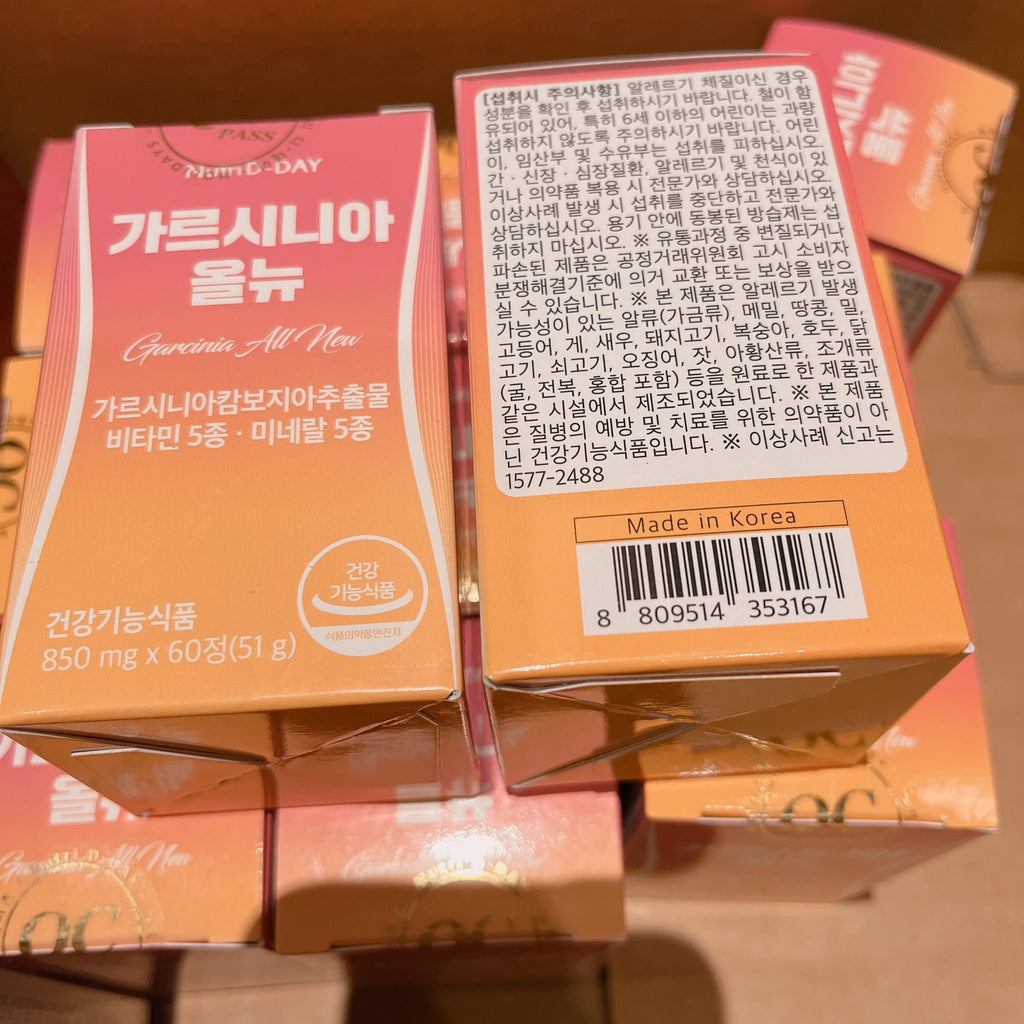 PASS
Nutri D-DAY
가르시니아
올뉴
Garcinia All New
가르시니아캄보지아추출물
비타민 5종 · 미네랄 5종
건강
기능식품
식품의약품안전처
건강기능식품
850 mg x 60정(51 g)
[섭취시 주의사항] 알레르기 체질이신 경우
성분을 확인 후 섭취하시기 바랍니다. 철이 함
유되어 있어, 특히 6세 이하의 어린이는 과량
섭취하지 않도록 주의하시기 바랍니다. 어린
이, 임산부 및 수유부는 섭취를 피하십시오.
간 · 신장 · 심장질환, 알레르기 및 천식이 있
거나 의약품 복용 시 전문가와 상담하십시오.
이상사례 발생 시 섭취를 중단하고 전문가와
상담하십시오. 용기 안에 동봉된 방습제는 섭
취하지 마십시오. ※ 유통과정 중 변질되거나
파손된 제품은 공정거래위원회 고시 소비자
분쟁해결기준에 의거 교환 또는 보상을 받으
실 수 있습니다. ※ 본 제품은 알레르기 발생
가능성이 있는 알류(가금류), 메밀, 땅콩, 밀,
고등어, 게, 새우, 돼지고기, 복숭아, 호두, 닭
고기, 쇠고기, 오징어, 잣, 아황산류, 조개류
(굴, 전복, 홍합 포함) 등을 원료로 한 제품과
같은 시설에서 제조되었습니다. ※ 본 제품
은 질병의 예방 및 치료를 위한 의약품이 아
닌 건강기능식품입니다. ※ 이상사례 신고는
1577-2488
Made in Korea
8 809514 353167
올뉴
Garcinia All New
QC
QC